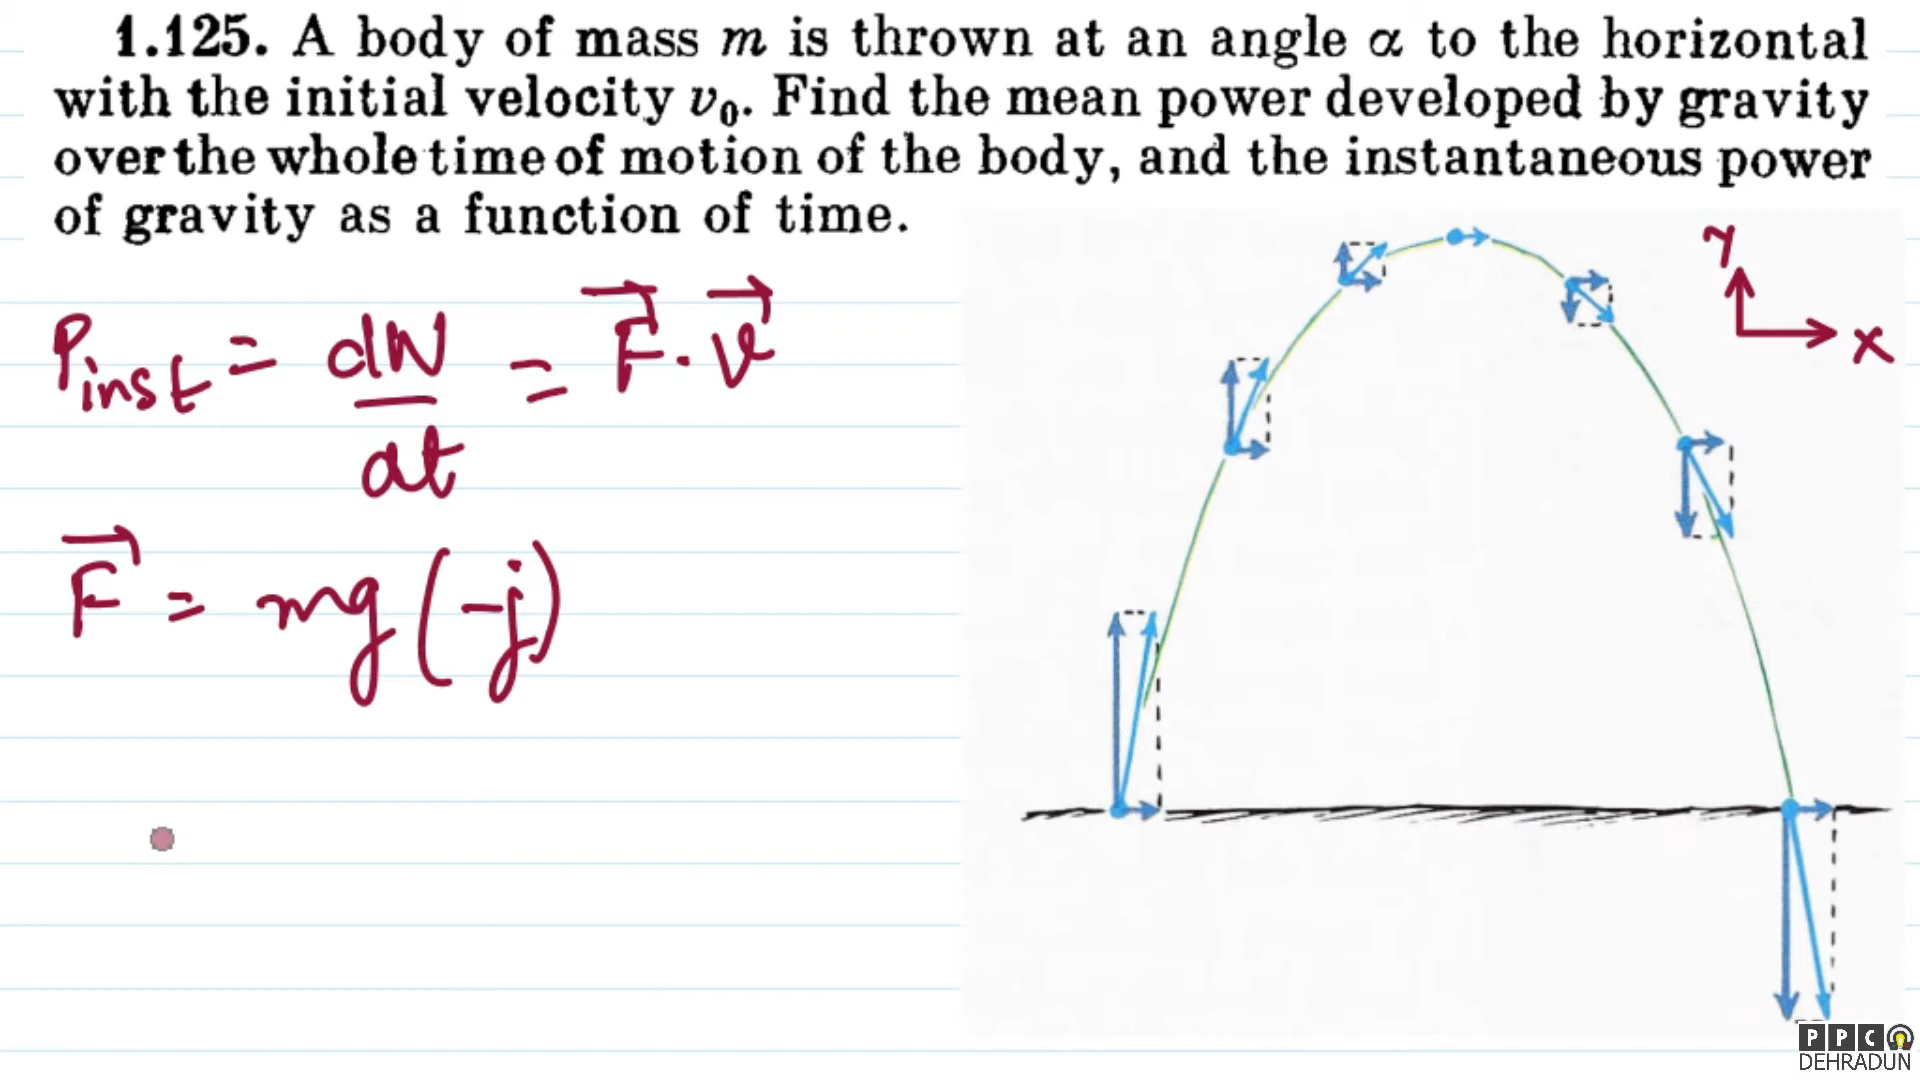 1.125. A body of mass m is thrown at an angle α to the horizontal
with the initial velocity v₀. Find the mean power developed by gravity
over the whole time of motion of the body, and the instantaneous power
of gravity as a function of time.
P_inst = dW/dt = F⃗ · v⃗
F⃗ = mg (-j)
Y
X
PPC
DEHRADUN